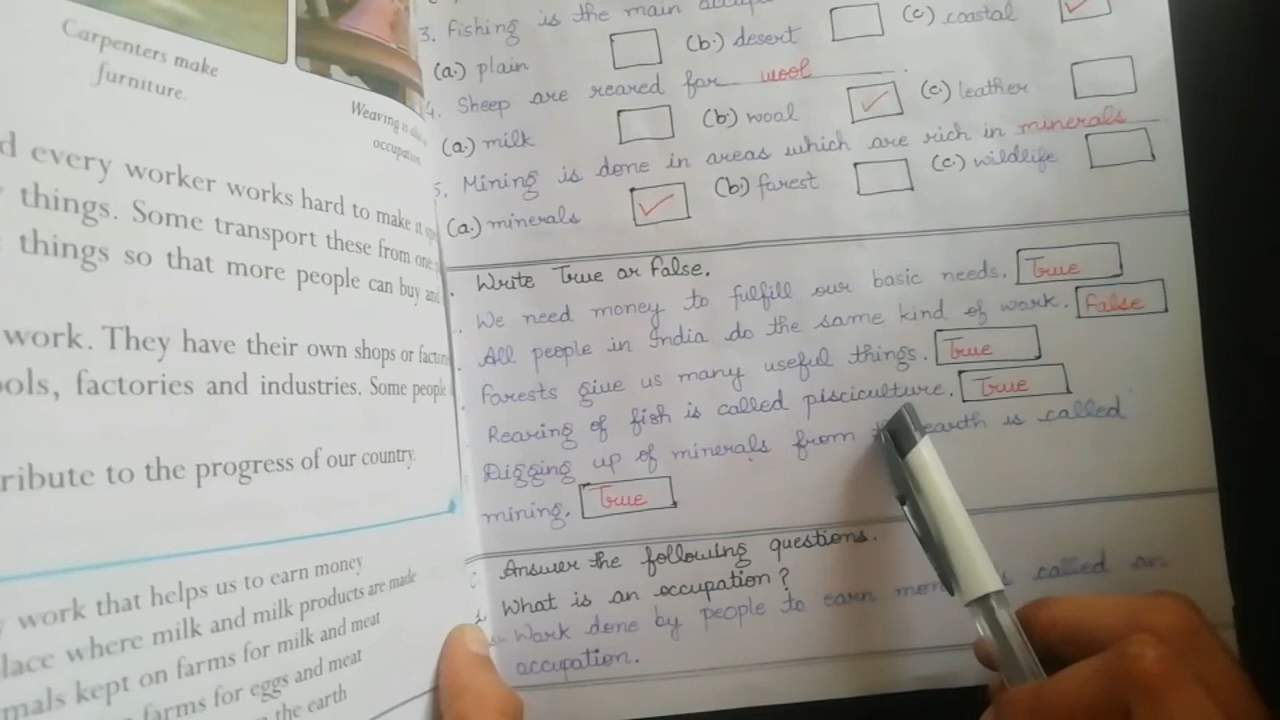 Carpenters make
furniture.
Weaving is
occupation
d every worker works hard to make it
things. Some transport these from one
things so that more people can buy and
work. They have their own shops or
ools, factories and industries. Some people
ribute to the progress of our country.
work that helps us to earn money
lace where milk and milk products are made
mals kept on farms for milk and meat
farms for eggs and meat
the earth
3. Fishing is the main
(a.) plain (b.) desert (c) coastal
4. Sheep are reared for wool.
(a.) milk (b.) wool (c.) leather
5. Mining is done in areas which are rich in minerals
(a.) minerals (b.) forest (c.) wildlife
Write True or False.
We need money to fulfill our basic needs. True
All people in India do the same kind of work. False
Forests give us many useful things. True
Rearing of fish is called pisciculture. True
Digging up of minerals from earth is called
mining. True
Answer the following questions.
What is an occupation?
Work done by people to earn called an
occupation.